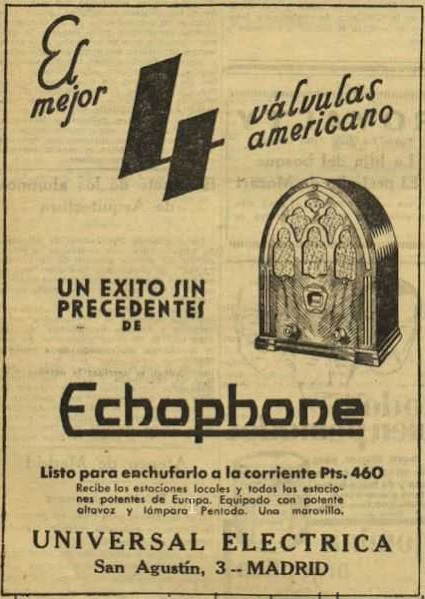 El
mejor
4
válvulas
americano
UN EXITO SIN
PRECEDENTES
DE
Echophone
Listo para enchufarlo a la corriente Pts. 460
Recibe las estaciones locales y todas las estacio-
nes potentes de Europa. Equipado con potente
altavoz y lámpara Pentodo. Una maravilla.
UNIVERSAL ELECTRICA
San Agustín, 3 -- MADRID